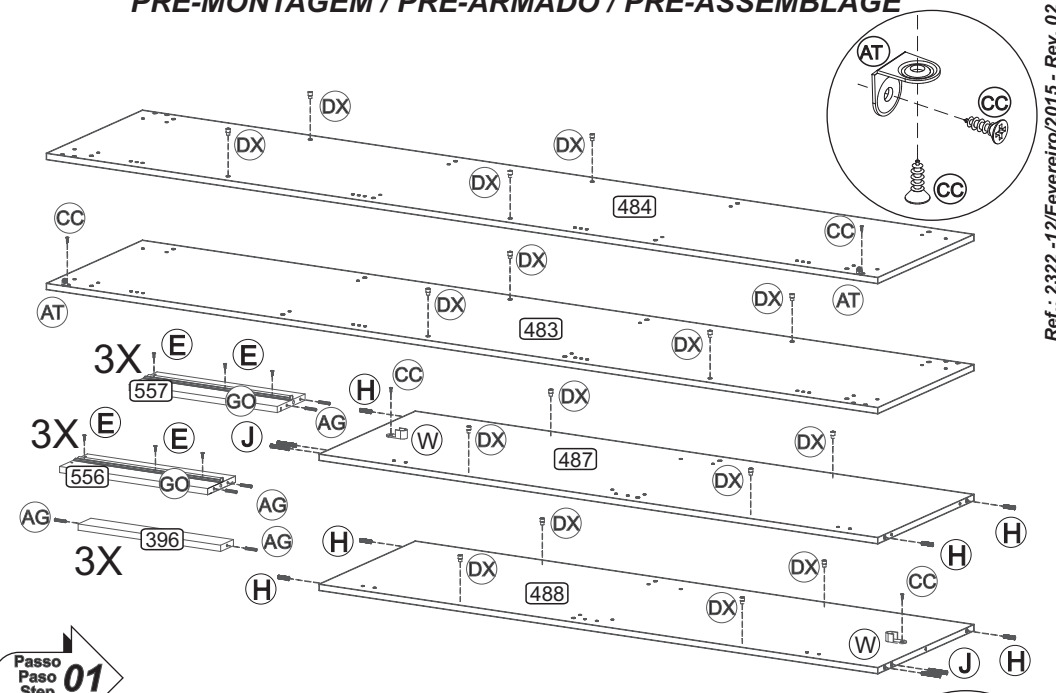 PRÉ-MONTAGEM / PRE-ARMADO / PRE-ASSEMBLAGE
Ref.: 2322 -12/Fevereiro/2015 - Rev. 02
AT
CC
CC
DX
DX
DX
DX
484
CC
CC
AT
AT
DX
DX
DX
DX
483
3X
E
E
557
GO
AG
3X
E
E
556
GO
AG
AG
396
AG
3X
H
CC
J
W
DX
DX
DX
DX
487
H
H
H
H
DX
DX
DX
DX
488
CC
W
J
H
Passo
Paso
Step
01